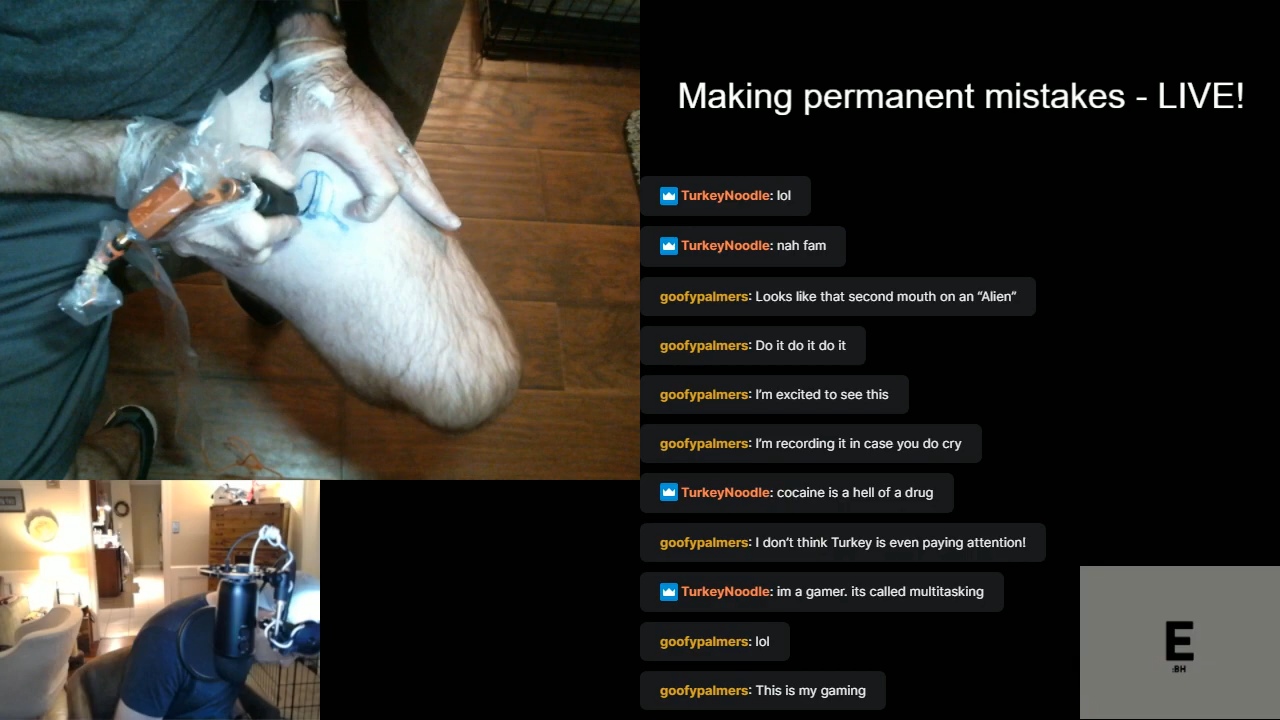 Making permanent mistakes - LIVE!
TurkeyNoodle: lol
TurkeyNoodle: nah fam
goofypalmers: Looks like that second mouth on an “Alien”
goofypalmers: Do it do it do it
goofypalmers: I’m excited to see this
goofypalmers: I’m recording it in case you do cry
TurkeyNoodle: cocaine is a hell of a drug
goofypalmers: I don’t think Turkey is even paying attention!
TurkeyNoodle: im a gamer. its called multitasking
goofypalmers: lol
goofypalmers: This is my gaming
E
:BH